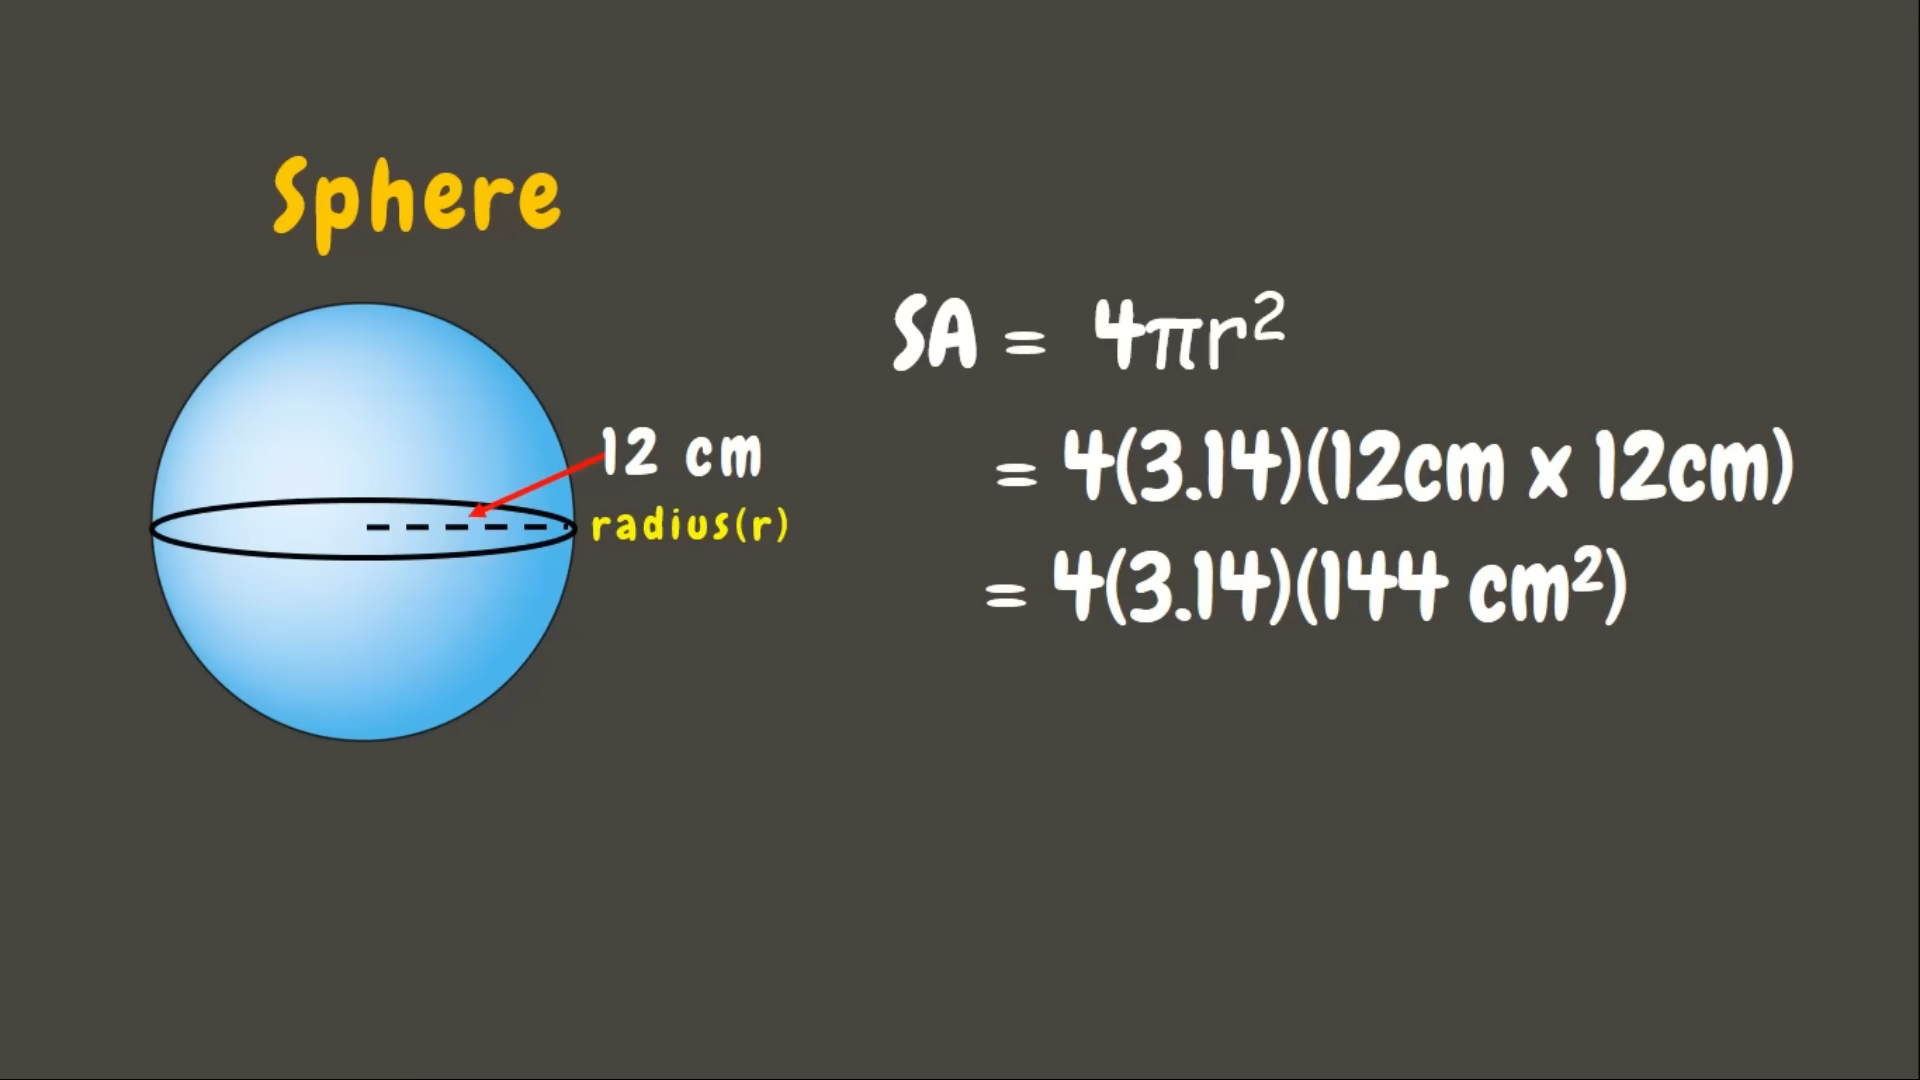 Sphere
12 cm
radius(r)
SA = 4πr²
= 4(3.14)(12cm x 12cm)
= 4(3.14)(144 cm²)